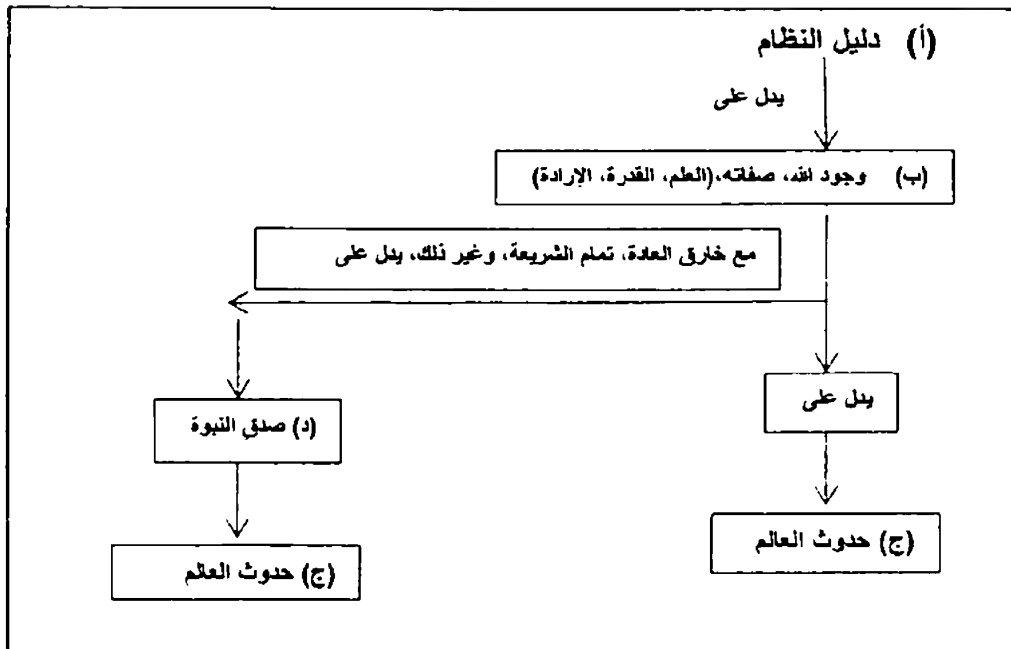 (أ) دليل النظام
يدل على
(ب) وجود الله، صفاته،(العلم، القدرة، الإرادة)
مع خارق العادة، تمام الشريعة، وغير ذلك، يدل على
يدل على
(د) صدق النبوة
(ج) حدوث العالم
(ج) حدوث العالم